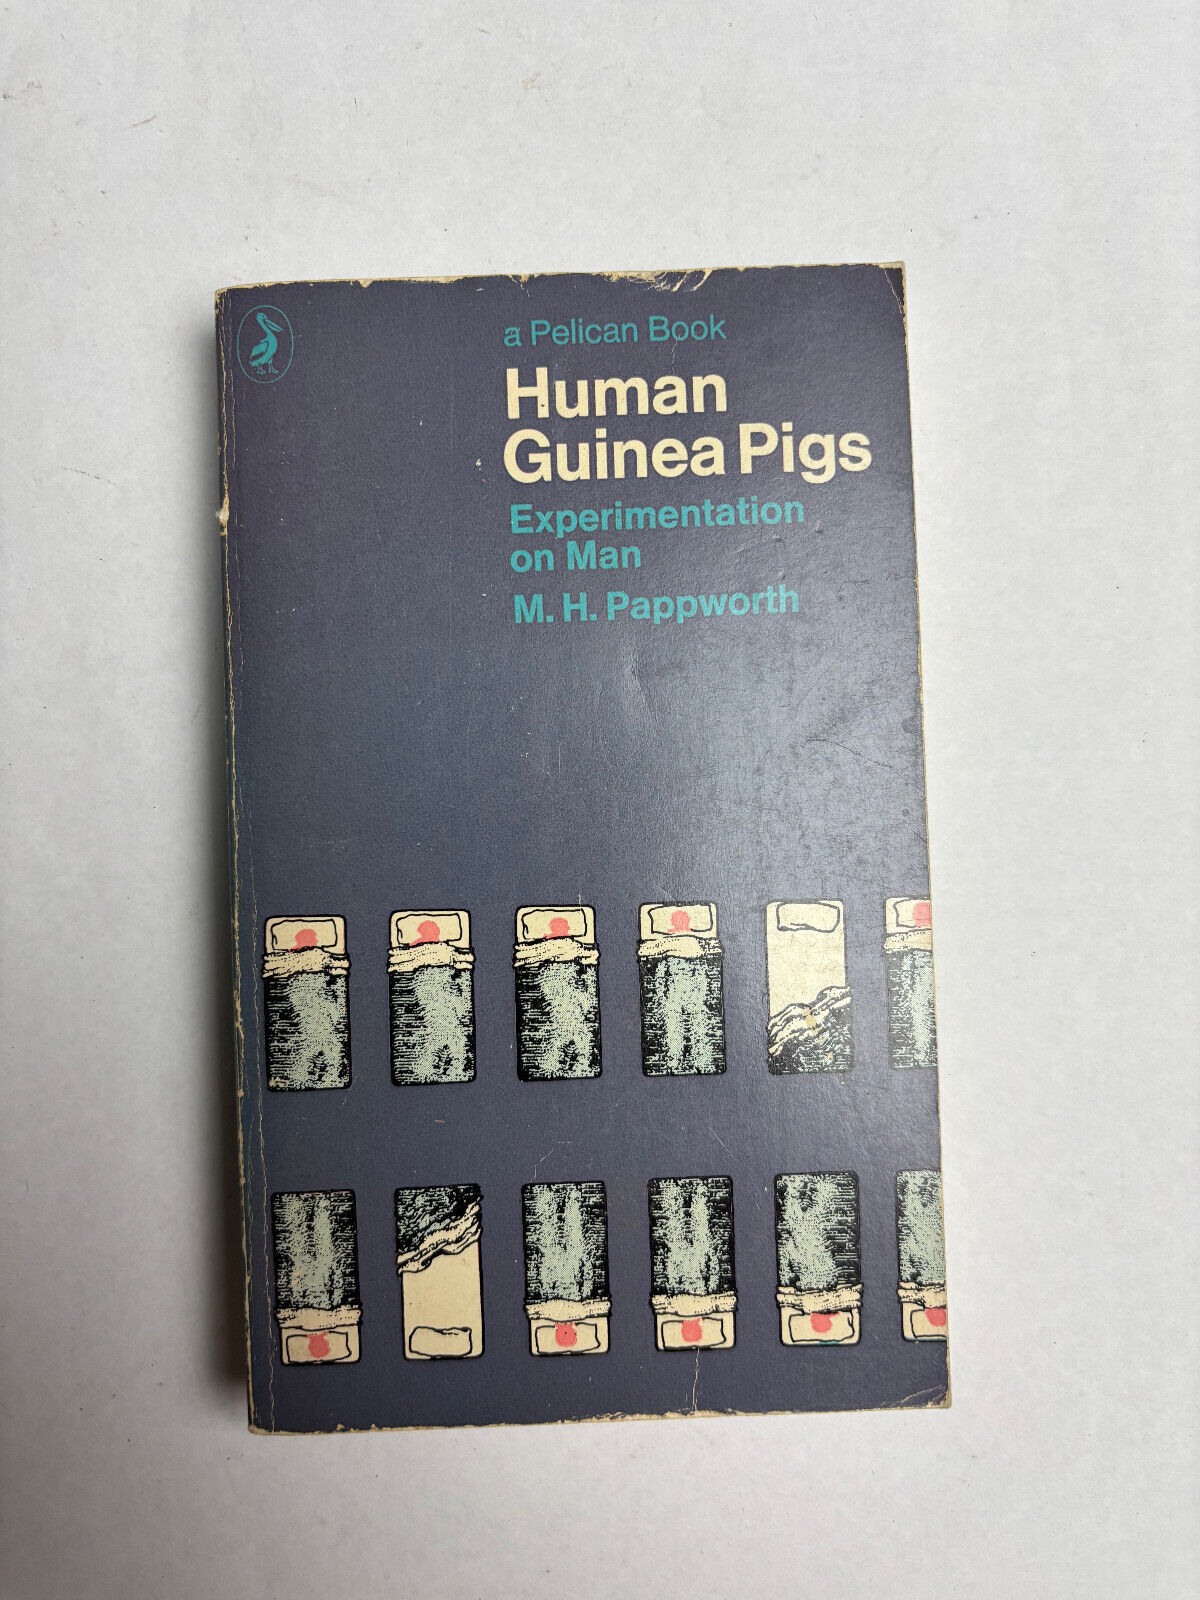 a Pelican Book
Human
Guinea Pigs
Experimentation
on Man
M. H. Pappworth